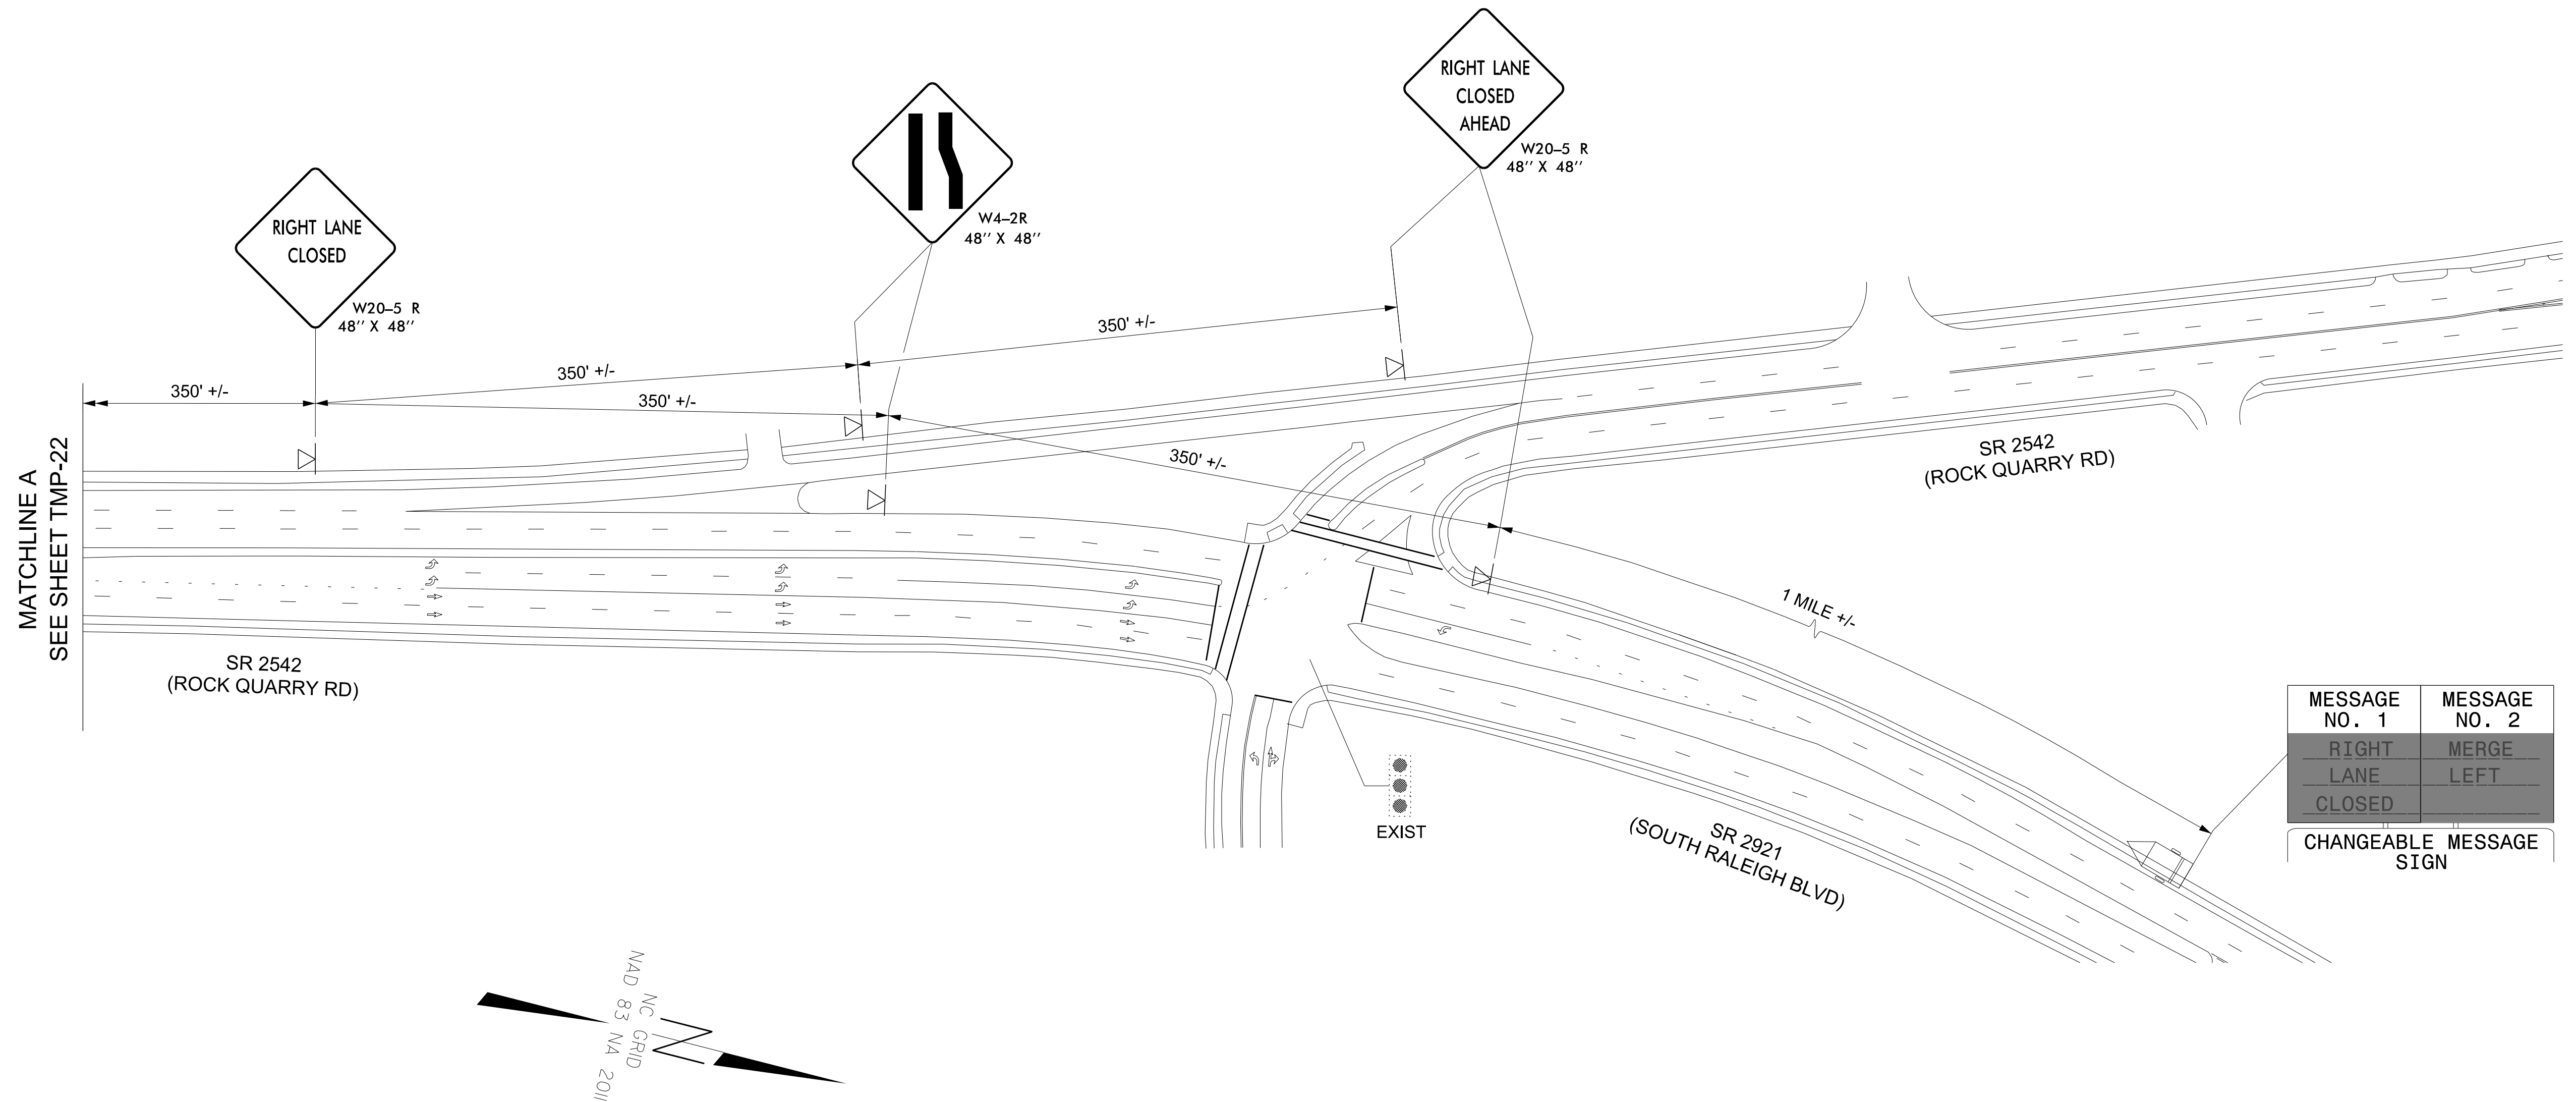 RIGHT LANE
CLOSED
AHEAD
W20-5 R
48" X 48"
W4-2R
48" X 48"
RIGHT LANE
CLOSED
W20-5 R
48" X 48"
350' +/-
350' +/-
350' +/-
350' +/-
350' +/-
1 MILE +/-
MATCHLINE A
SEE SHEET TMP-22
SR 2542
(ROCK QUARRY RD)
SR 2542
(ROCK QUARRY RD)
SR 2921
(SOUTH RALEIGH BLVD)
EXIST
MESSAGE
NO. 1
MESSAGE
NO. 2
RIGHT
LANE
CLOSED
MERGE
LEFT
CHANGEABLE MESSAGE
SIGN
NC GRID
NAD 83 NA 2011